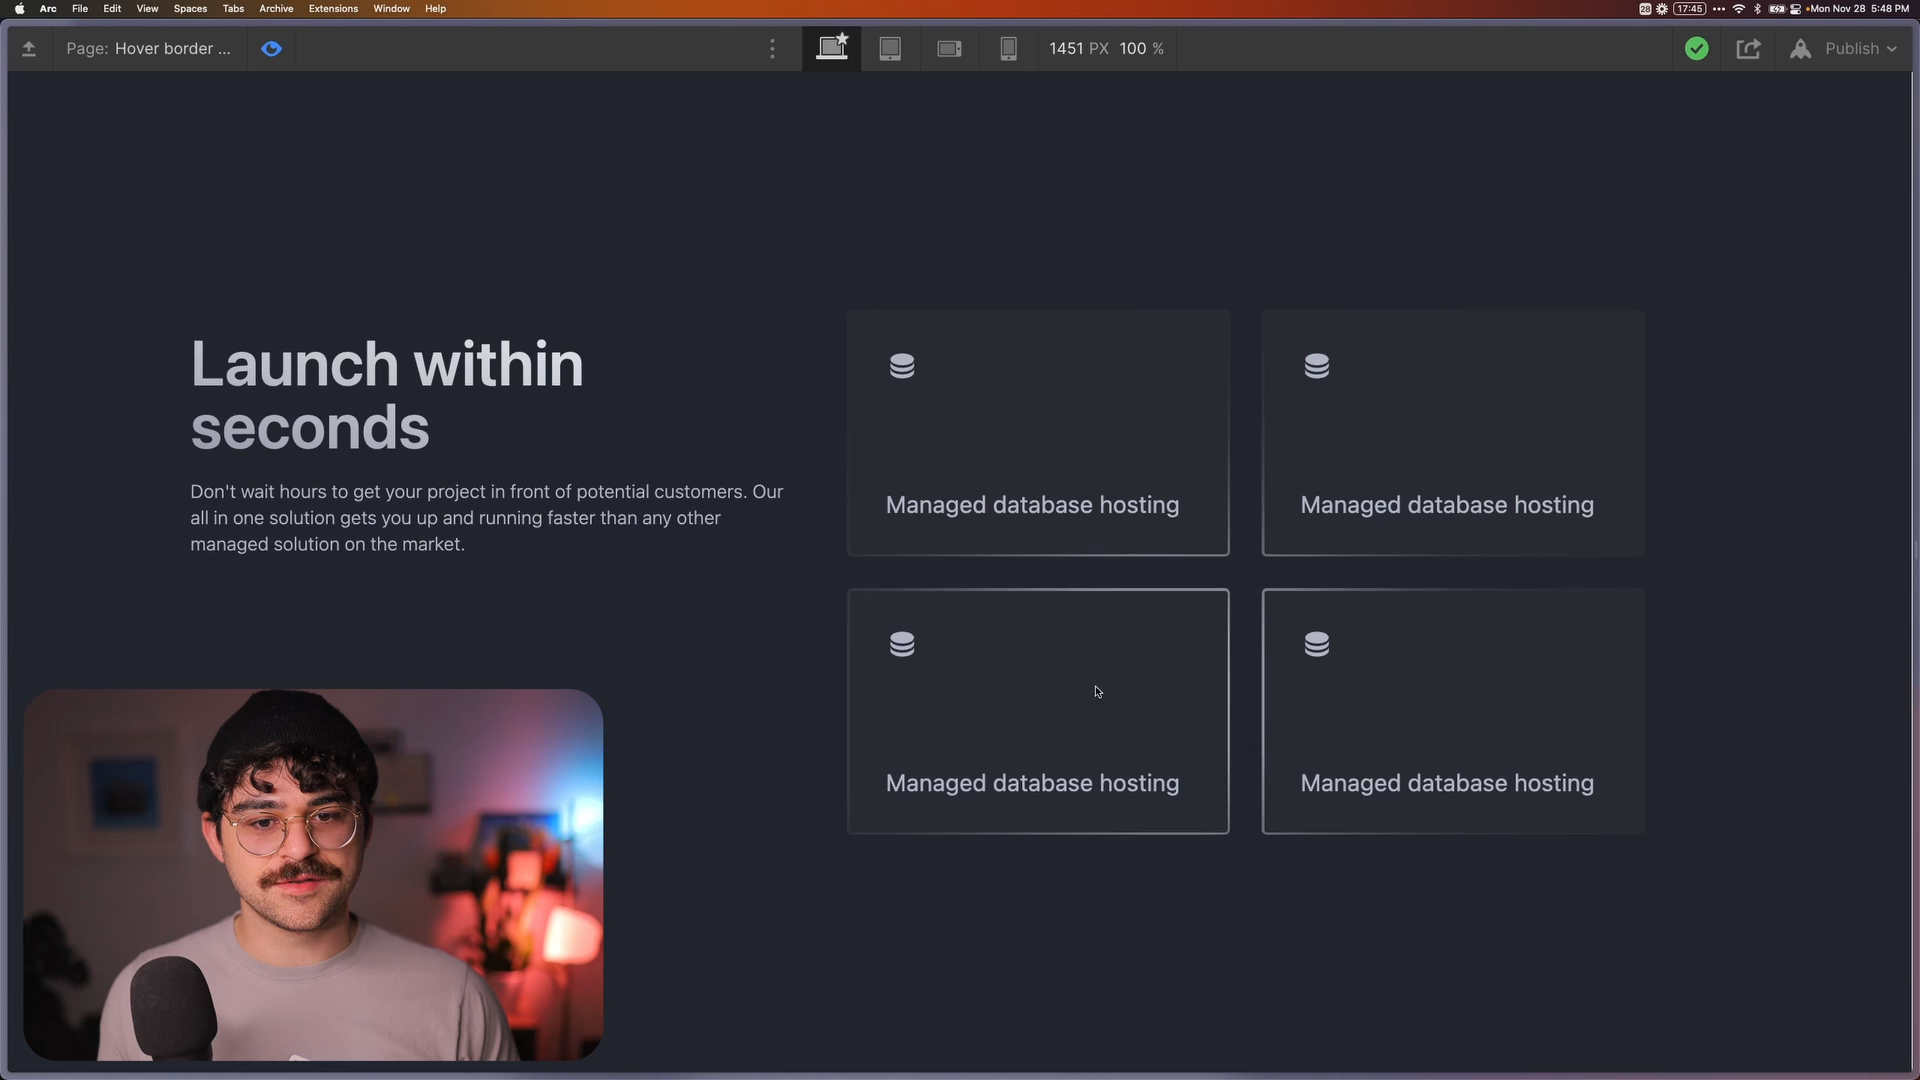 Arc File Edit View Spaces Tabs Archive Extensions Window Help
28 17:45 Mon Nov 28 5:48 PM
Page: Hover border ...
1451 PX 100 %
Publish
Launch within
seconds
Don't wait hours to get your project in front of potential customers. Our
all in one solution gets you up and running faster than any other
managed solution on the market.
Managed database hosting
Managed database hosting
Managed database hosting
Managed database hosting